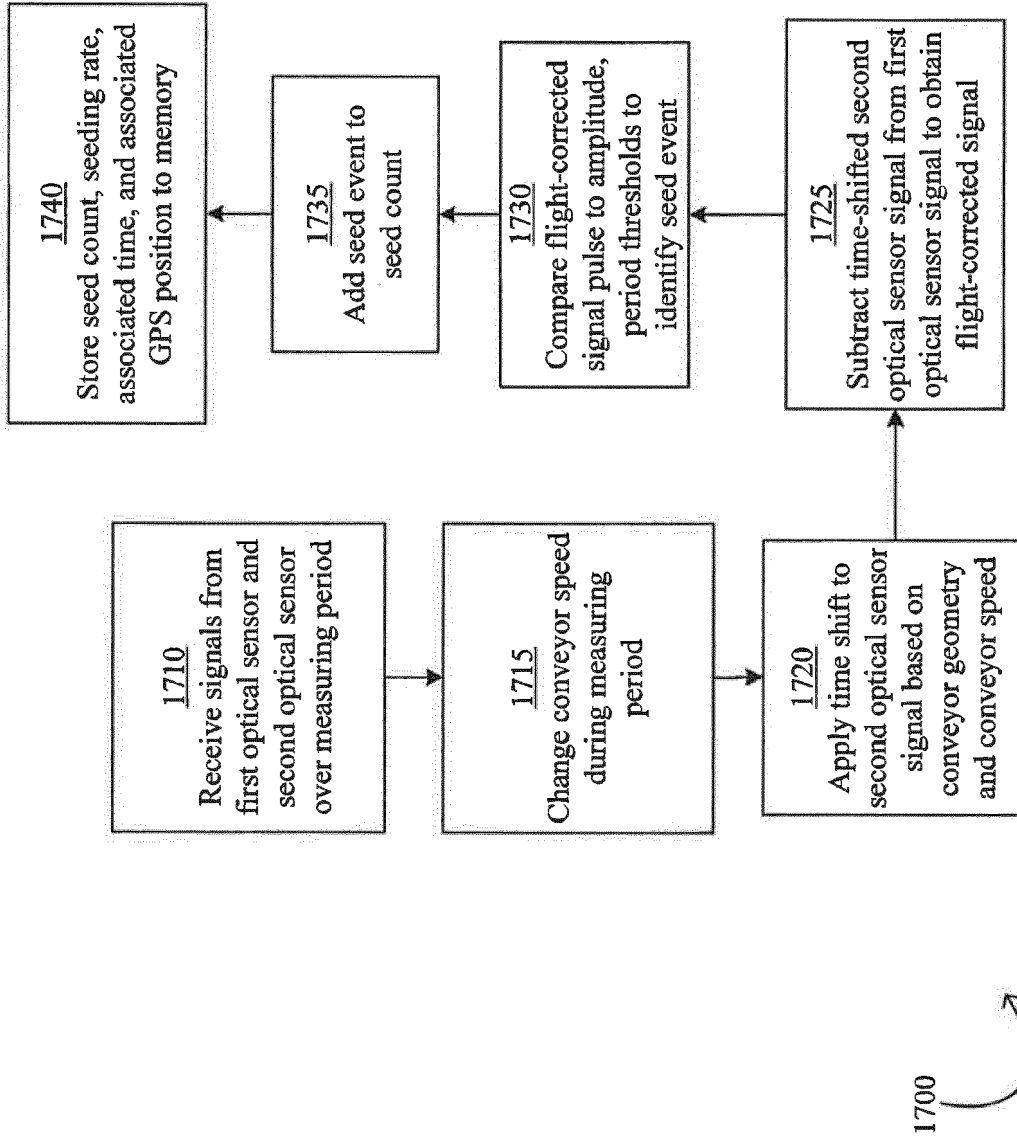 1710
Receive signals from
first optical sensor and
second optical sensor
over measuring period
1715
Change conveyor speed
during measuring
period
1720
Apply time shift to
second optical sensor
signal based on
conveyor geometry
and conveyor speed
1725
Subtract time-shifted second
optical sensor signal from first
optical sensor signal to obtain
flight-corrected signal
1730
Compare flight-corrected
signal pulse to amplitude,
period thresholds to
identify seed event
1735
Add seed event to
seed count
1740
Store seed count, seeding rate,
associated time, and associated
GPS position to memory
1700